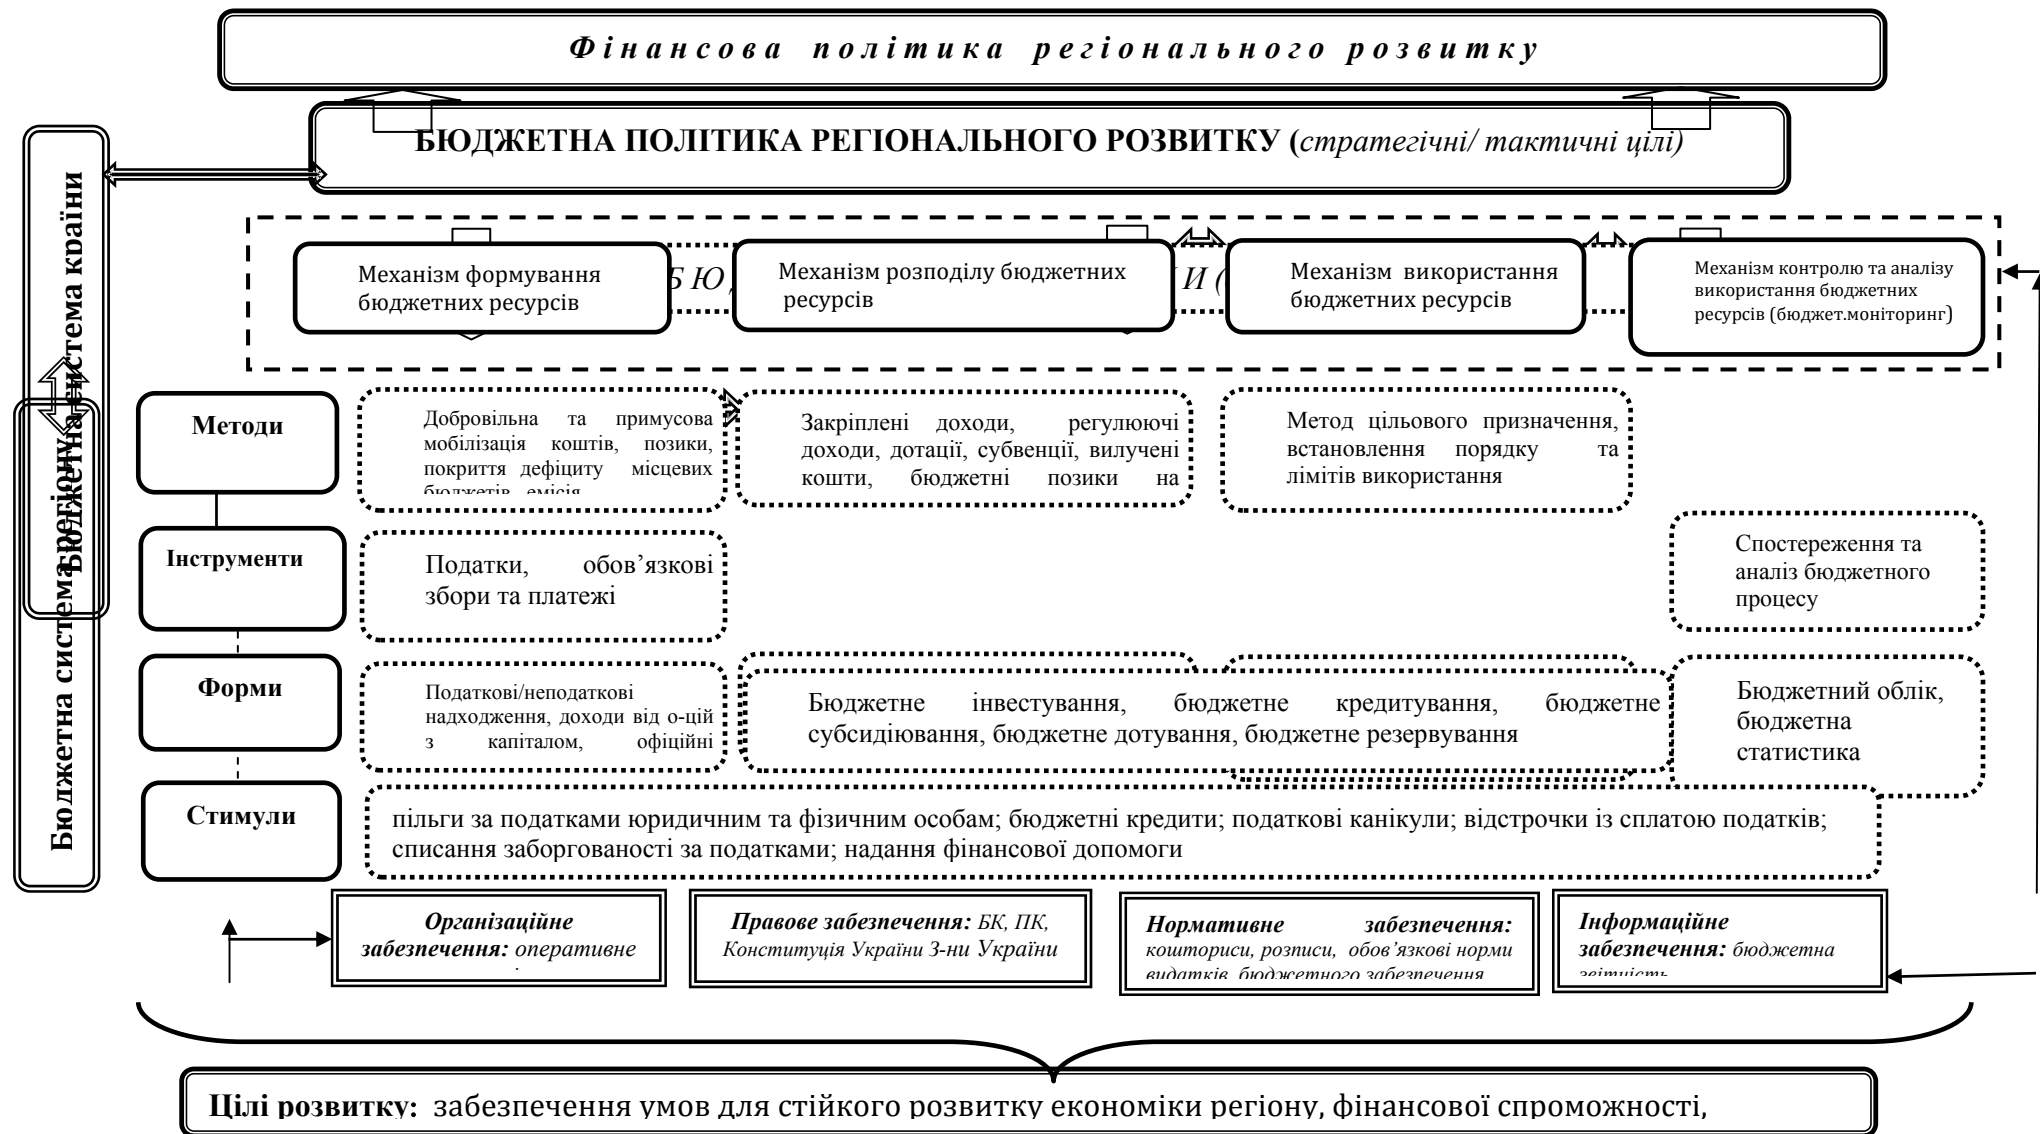 Фінансова політика регіонального розвитку
БЮДЖЕТНА ПОЛІТИКА РЕГІОНАЛЬНОГО РОЗВИТКУ (стратегічні/ тактичні цілі)
Бюджетна система країни
Бюджетна система регіону
Механізм формування
бюджетних ресурсів
БЮ
Механізм розподілу бюджетних
ресурсів
И (
Механізм використання
бюджетних ресурсів
Механізм контролю та аналізу
використання бюджетних
ресурсів (бюджет.моніторинг)
Методи
Добровільна та примусова
мобілізація коштів, позики,
покриття дефіциту місцевих
бюджетів, емісія
Закріплені доходи, регулюючі
доходи, дотації, субвенції, вилучені
кошти, бюджетні позики на
Метод цільового призначення,
встановлення порядку та
лімітів використання
Інструменти
Податки, обов’язкові
збори та платежі
Спостереження та
аналіз бюджетного
процесу
Форми
Податкові/неподаткові
надходження, доходи від о-цій
з капіталом, офіційні
Бюджетне інвестування, бюджетне кредитування, бюджетне
субсидіювання, бюджетне дотування, бюджетне резервування
Бюджетний облік,
бюджетна
статистика
Стимули
пільги за податками юридичним та фізичним особам; бюджетні кредити; податкові канікули; відстрочки із сплатою податків;
списання заборгованості за податками; надання фінансової допомоги
Організаційне
забезпечення: оперативне
Правове забезпечення: БК, ПК,
Конституція України З-ни України
Нормативне забезпечення:
кошториси, розписи, обов’язкові норми
видатків, бюджетного забезпечення
Інформаційне
забезпечення: бюджетна
звітність
Цілі розвитку: забезпечення умов для стійкого розвитку економіки регіону, фінансової спроможності,